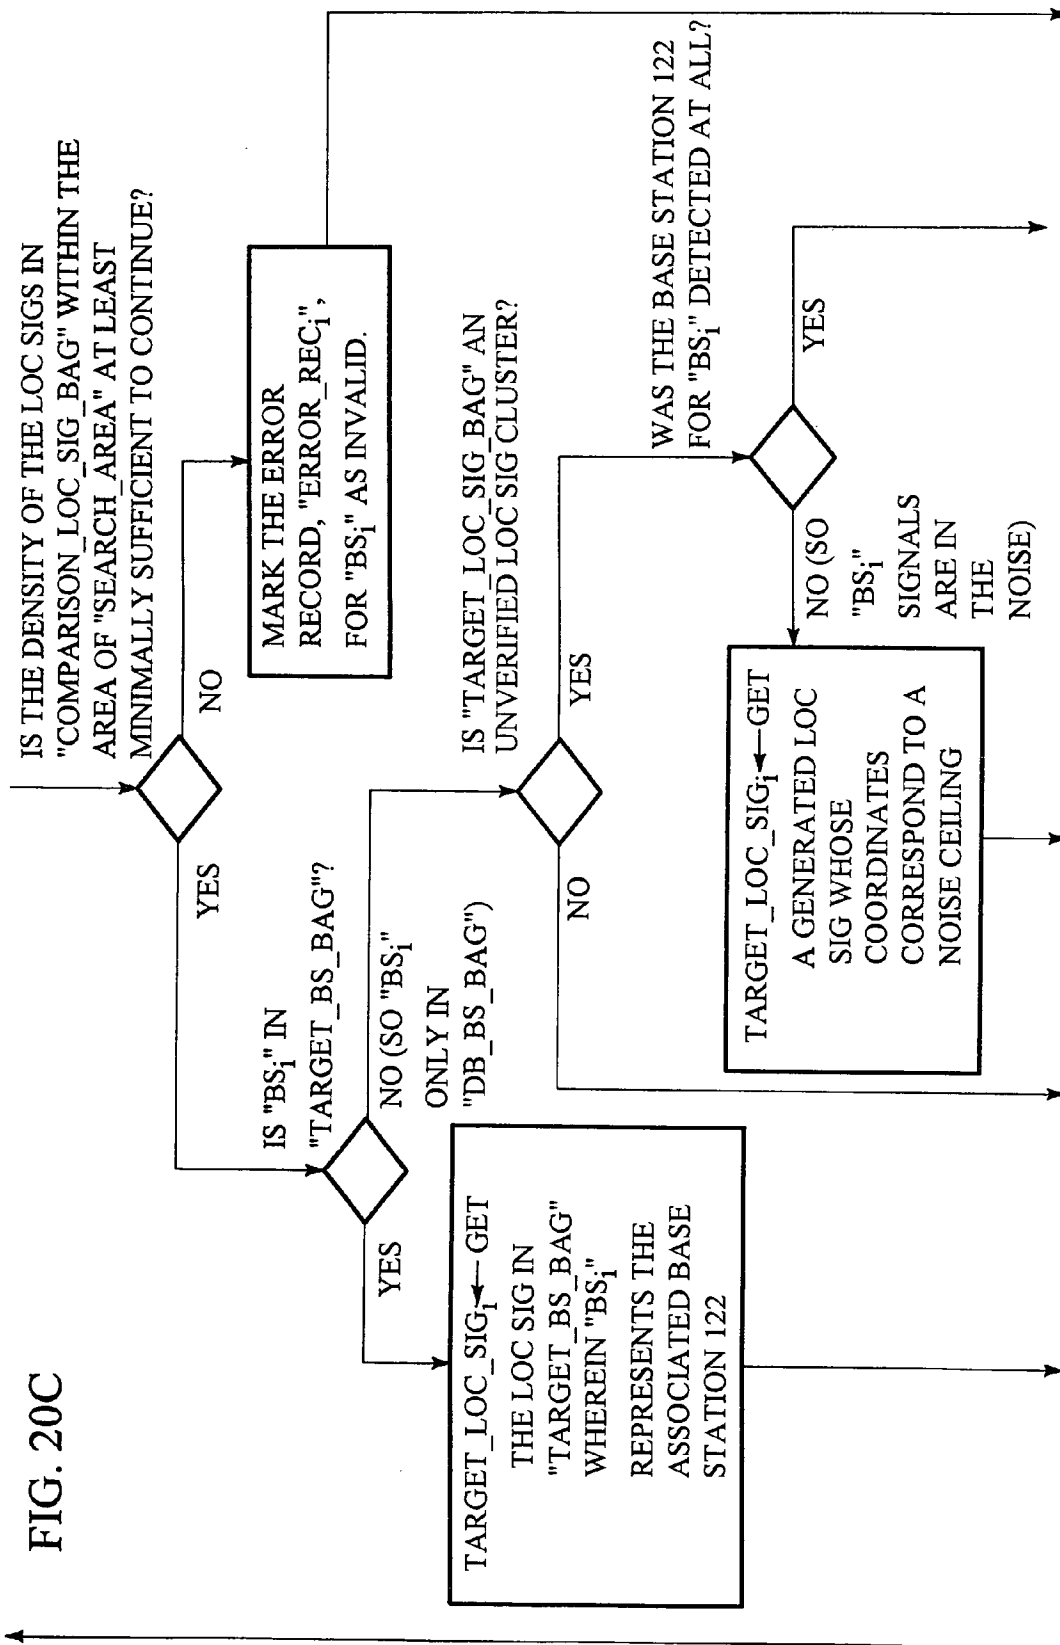 FIG. 20C
IS THE DENSITY OF THE LOC SIGS IN
"COMPARISON_LOC_SIG_BAG" WITHIN THE
AREA OF "SEARCH_AREA" AT LEAST
MINIMALLY SUFFICIENT TO CONTINUE?
YES
NO
MARK THE ERROR
RECORD, "ERROR_RECi",
FOR "BSi" AS INVALID.
IS "BSi" IN
"TARGET_BS_BAG"?
YES
NO (SO "BSi"
ONLY IN
"DB_BS_BAG")
TARGET_LOC_SIGi ← GET
THE LOC SIG IN
"TARGET_BS_BAG"
WHEREIN "BSi"
REPRESENTS THE
ASSOCIATED BASE
STATION 122
IS "TARGET_LOC_SIG_BAG" AN
UNVERIFIED LOC SIG CLUSTER?
NO
YES
WAS THE BASE STATION 122
FOR "BSi" DETECTED AT ALL?
NO (SO
"BSi"
SIGNALS
ARE IN
THE
NOISE)
YES
TARGET_LOC_SIGi ← GET
A GENERATED LOC
SIG WHOSE
COORDINATES
CORRESPOND TO A
NOISE CEILING